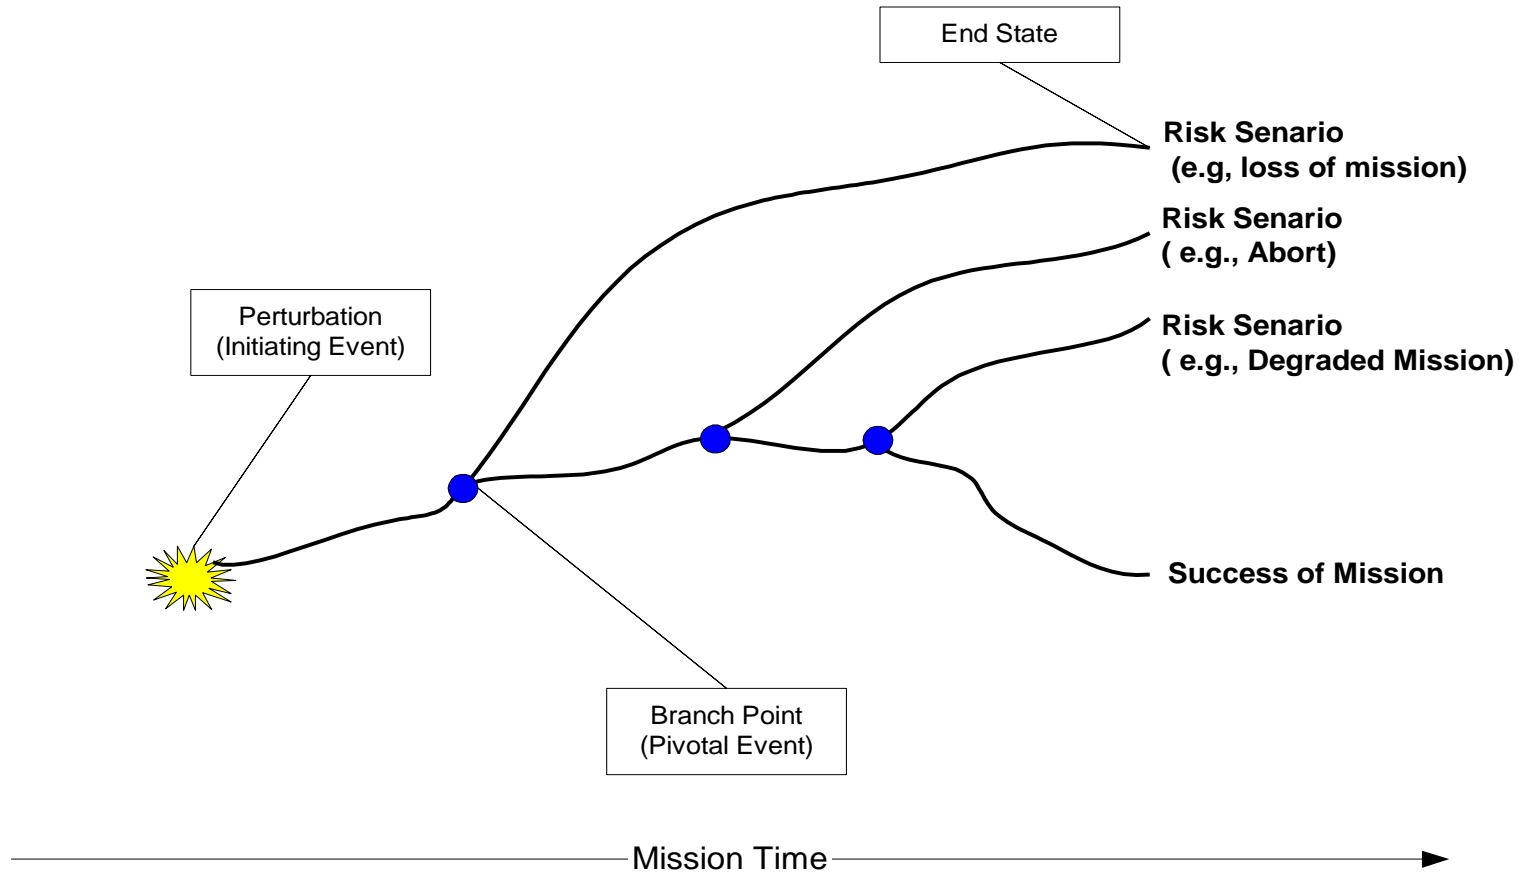 End State
Risk Senario
(e.g, loss of mission)
Risk Senario
( e.g., Abort)
Perturbation
(Initiating Event)
Risk Senario
( e.g., Degraded Mission)
Success of Mission
Branch Point
(Pivotal Event)
Mission Time